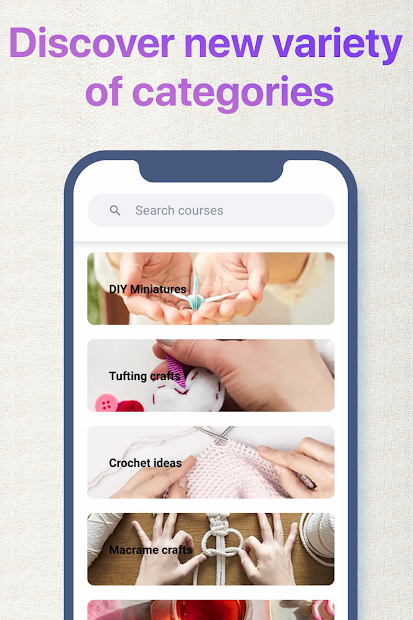 Discover new variety
of categories
Search courses
DIY Miniatures
Tufting crafts
Crochet ideas
Macrame crafts